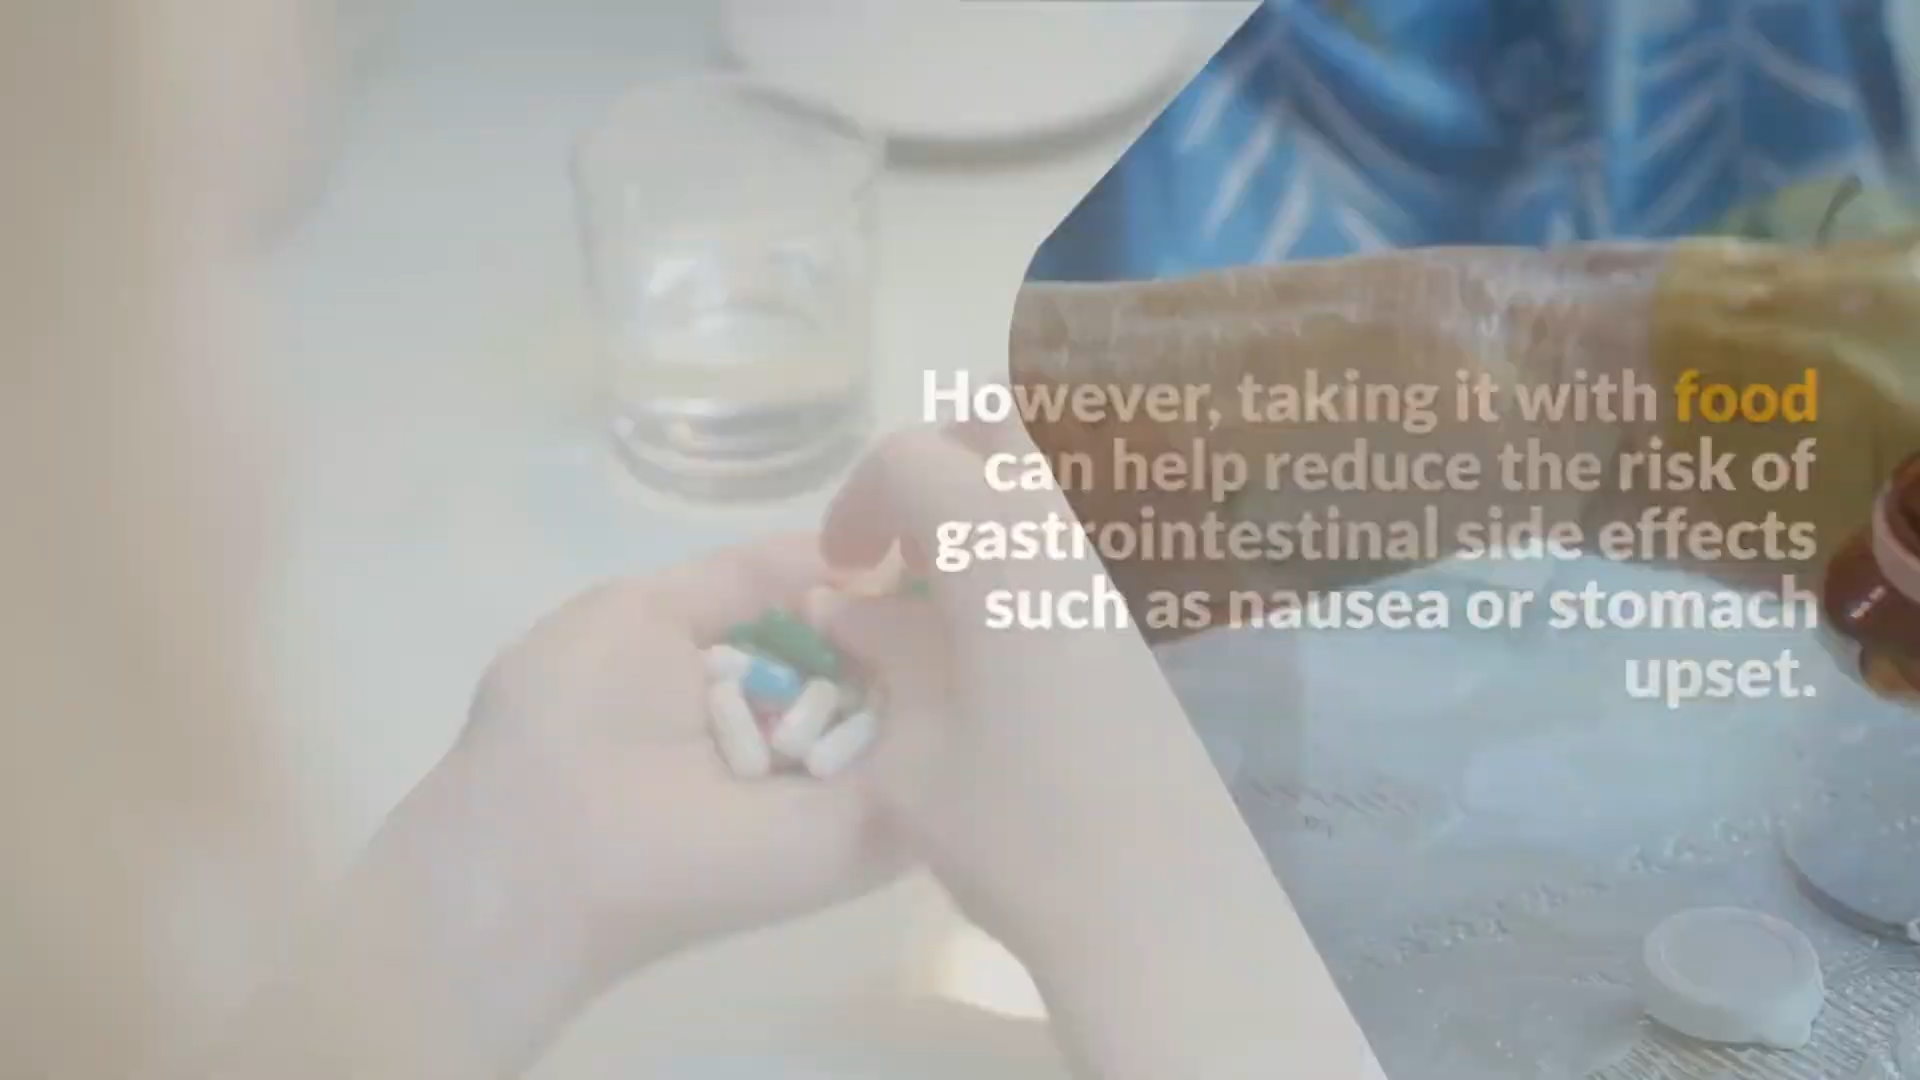 However, taking it with food
can help reduce the risk of
gastrointestinal side effects
such as nausea or stomach
upset.